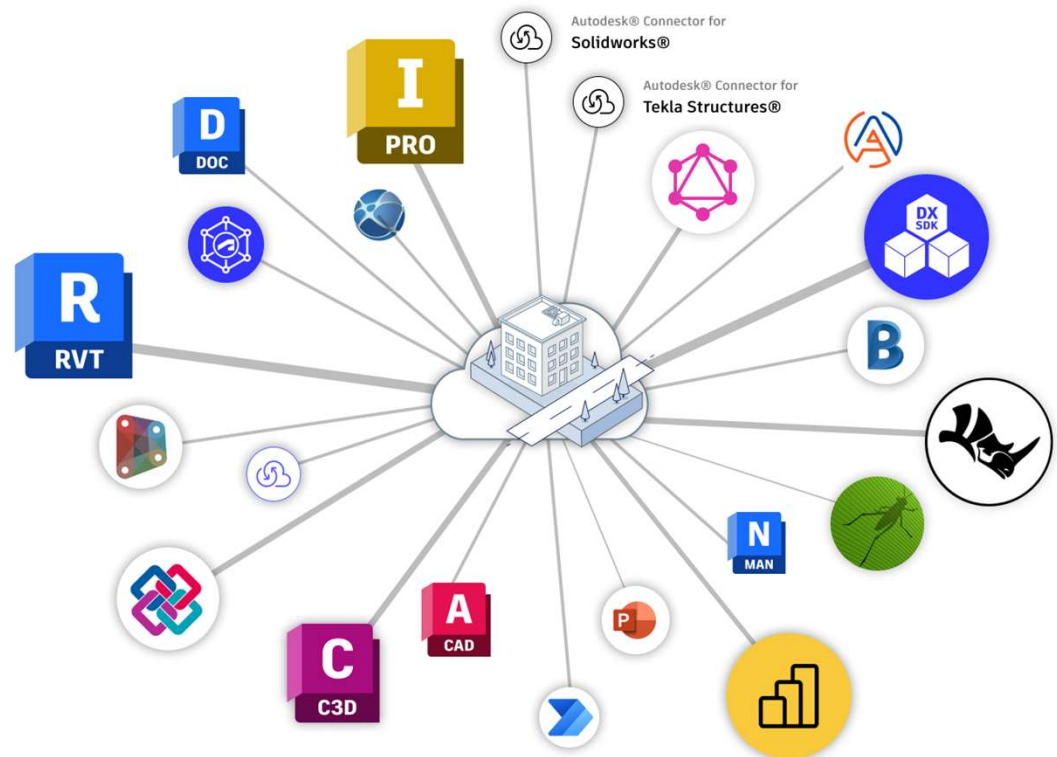 Autodesk® Connector for
Solidworks®
Autodesk® Connector for
Tekla Structures®
I
PRO
D
DOC
DX
SDK
R
RVT
B
N
MAN
A
CAD
P
C
C3D